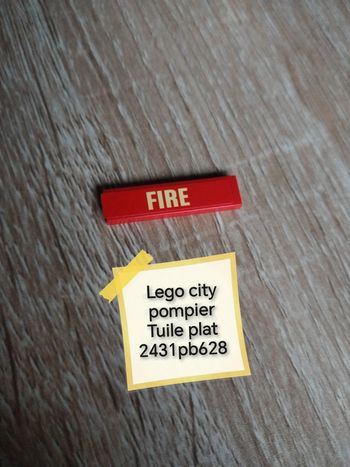 FIRE
Lego city
pompier
Tuile plat
2431pb628